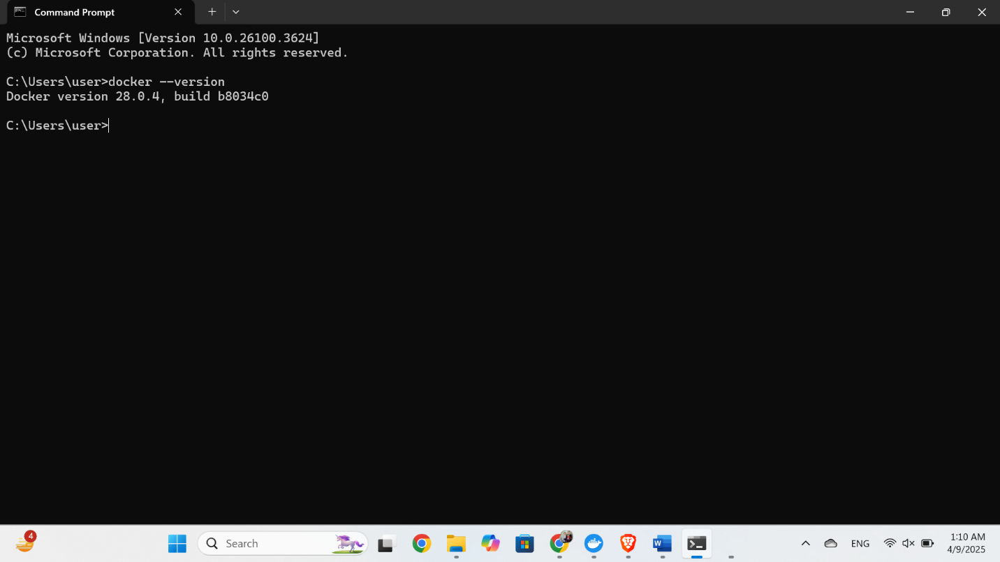 Command Prompt
Microsoft Windows [Version 10.0.26100.3624]
(c) Microsoft Corporation. All rights reserved.
C:\Users\user>docker --version
Docker version 28.0.4, build b8034c0
C:\Users\user>
4
Search
W
ENG
1:10 AM
4/9/2025